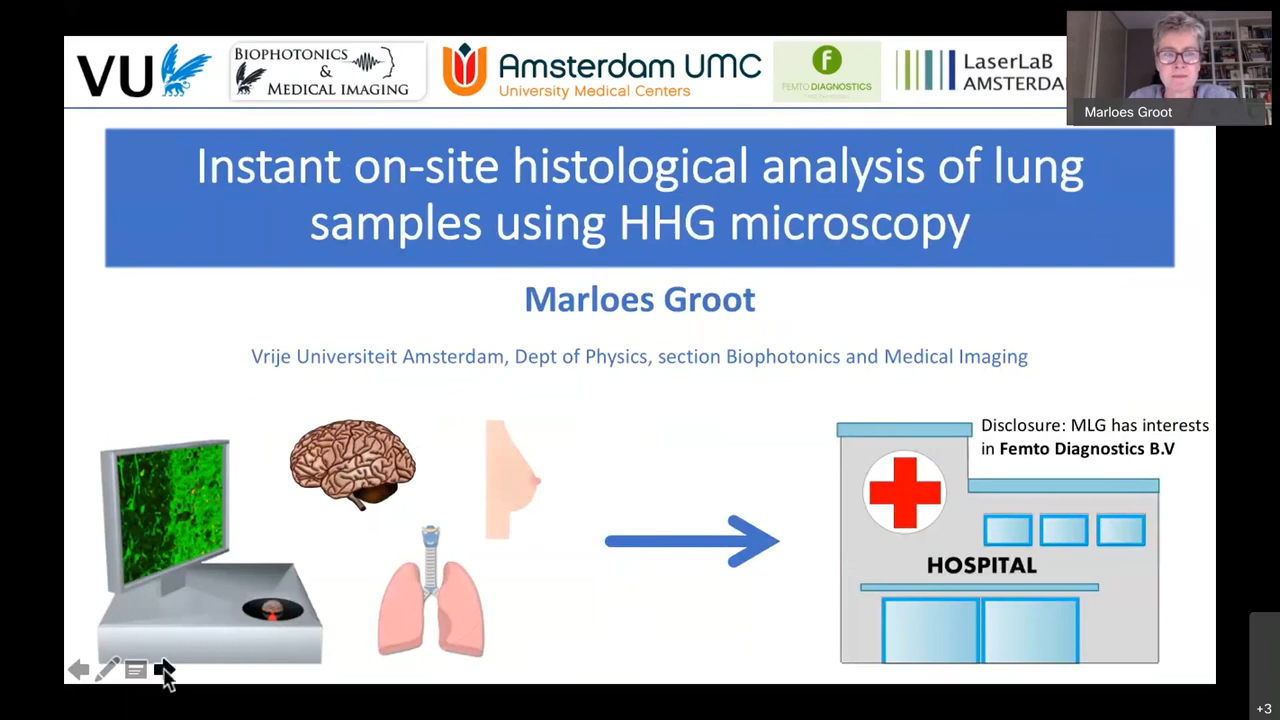 VU
BIOPHOTONICS
&
MEDICAL IMAGING
Amsterdam UMC
University Medical Centers
F
FEMTO DIAGNOSTICS
LASERLAB
AMSTERDA
Marloes Groot
Instant on-site histological analysis of lung
samples using HHG microscopy
Marloes Groot
Vrije Universiteit Amsterdam, Dept of Physics, section Biophotonics and Medical Imaging
Disclosure: MLG has interests
in Femto Diagnostics B.V
HOSPITAL
+3